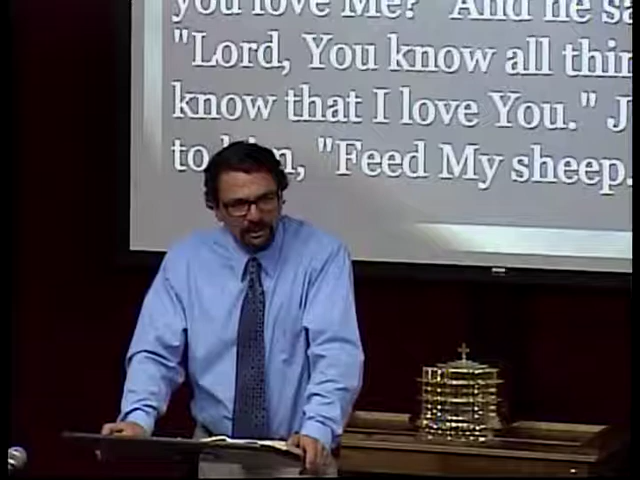 you love Me?" And he sa
"Lord, You know all thin
know that I love You." J
to him, "Feed My sheep.